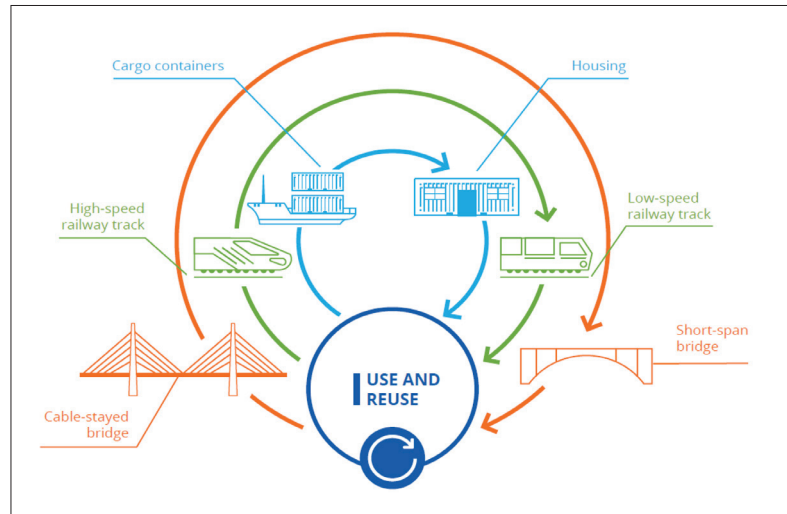 Cargo containers
Housing
High-speed
railway track
Low-speed
railway track
Short-span
bridge
USE AND
REUSE
Cable-stayed
bridge